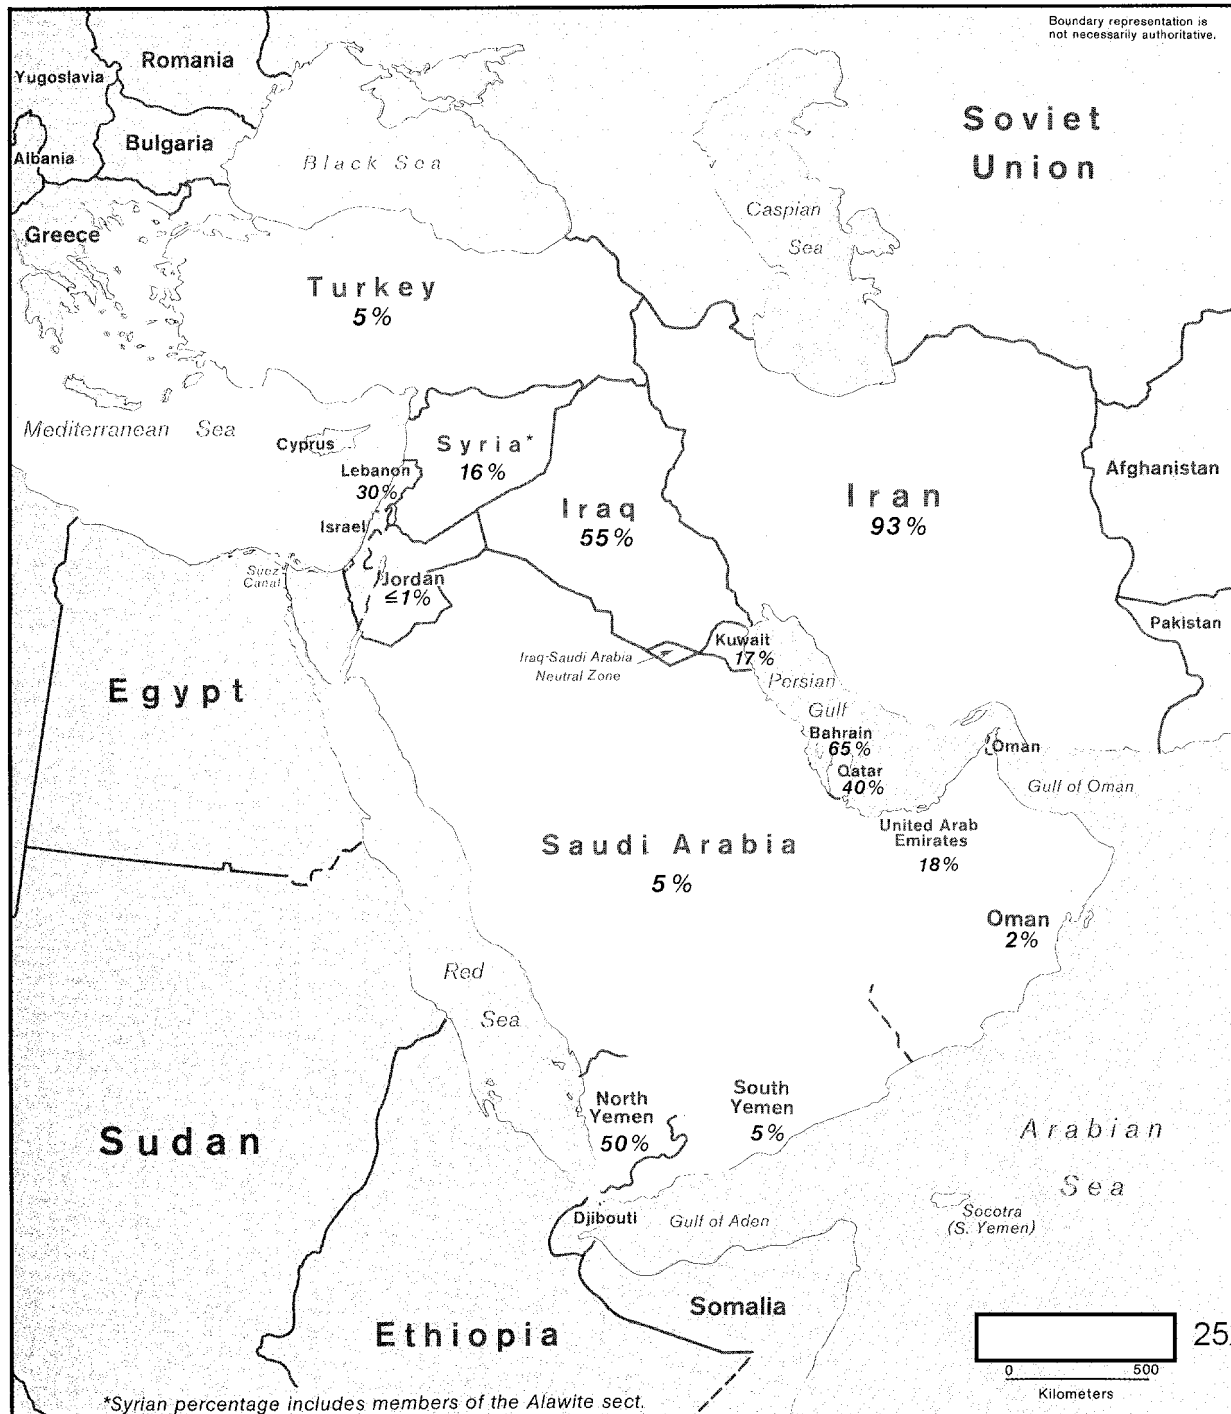 Boundary representation is
not necessarily authoritative.
Romania
Yugoslavia
Bulgaria
Albania
Black Sea
Soviet
Union
Caspian
Sea
Greece
Turkey
5%
Mediterranean Sea
Cyprus
Syria*
16%
Lebanon
30%
Afghanistan
Iran
93%
Iraq
55%
Israel
Suez
Canal
Jordan
≦1%
Pakistan
Kuwait
17%
Iraq-Saudi Arabia
Neutral Zone
Persian
Gulf
Egypt
Bahrain
65%
Oman
Qatar
40%
Gulf of Oman
United Arab
Emirates
18%
Saudi Arabia
5%
Oman
2%
Red
Sea
North
Yemen
50%
South
Yemen
5%
Sudan
Arabian
Sea
Socotra
(S. Yemen)
Djibouti
Gulf of Aden
Somalia
Ethiopia
25
0 500
Kilometers
*Syrian percentage includes members of the Alawite sect.